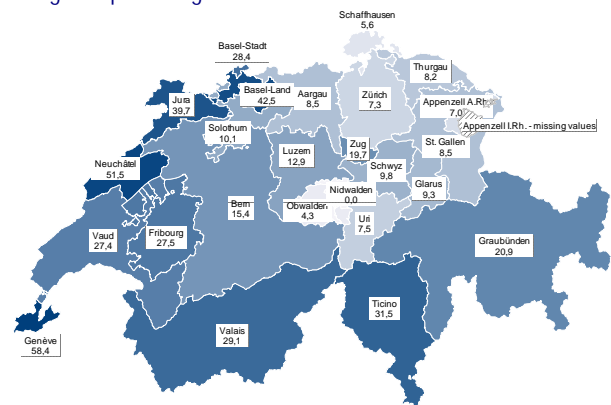 Schaffhausen
5,6
Basel-Stadt
28,4
Thurgau
8,2
Basel-Land
42,5
Aargau
8,5
Zürich
7,3
Jura
39,7
Appenzell A.Rh.
7,0
Appenzell I.Rh. - missing values
Solothurn
10,1
St. Gallen
8,5
Luzern
12,9
Zug
19,7
Schwyz
9,8
Neuchâtel
51,5
Glarus
9,3
Nidwalden
0,0
Bern
15,4
Obwalden
4,3
Uri
7,5
Vaud
27,4
Fribourg
27,5
Graubünden
20,9
Ticino
31,5
Valais
29,1
Genève
58,4